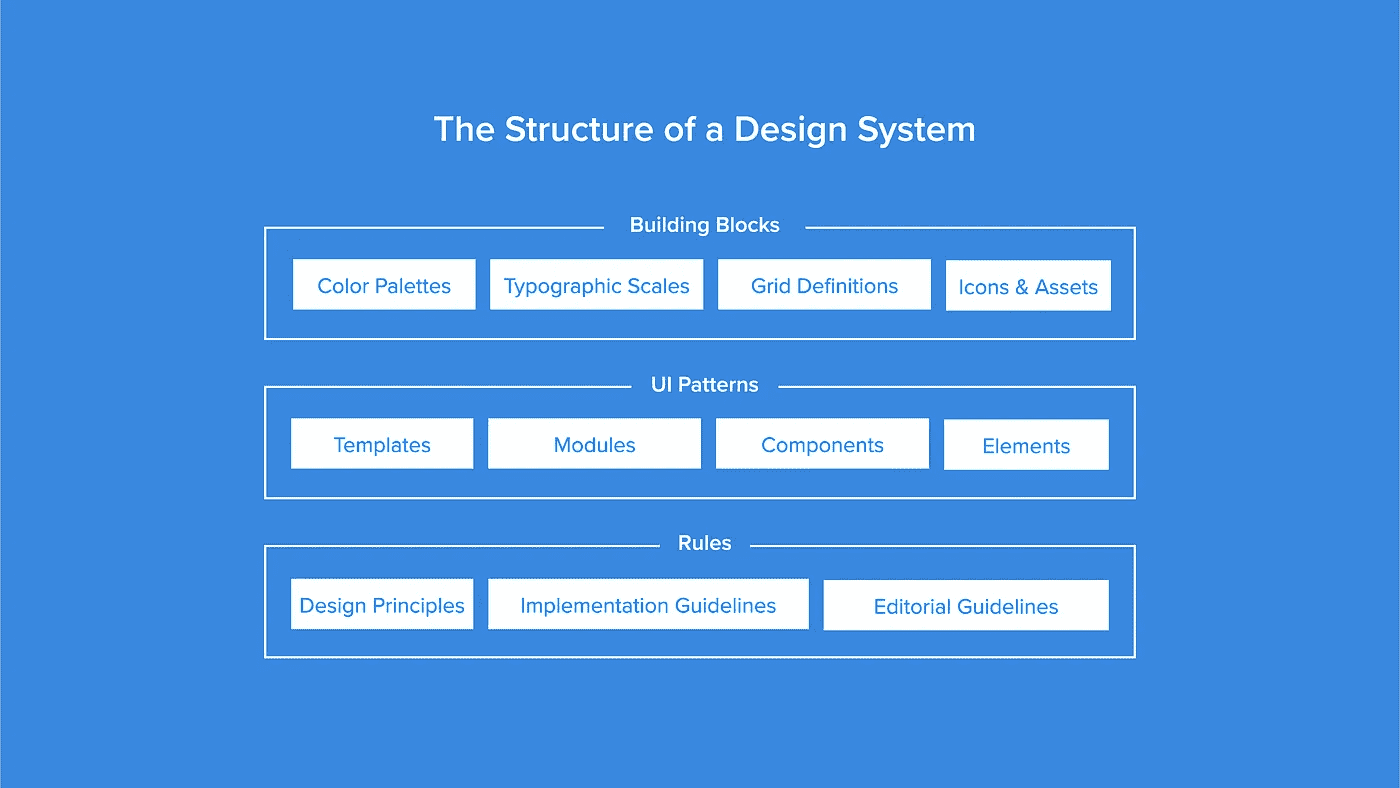 The Structure of a Design System
Building Blocks
Color Palettes
Typographic Scales
Grid Definitions
Icons & Assets
UI Patterns
Templates
Modules
Components
Elements
Rules
Design Principles
Implementation Guidelines
Editorial Guidelines